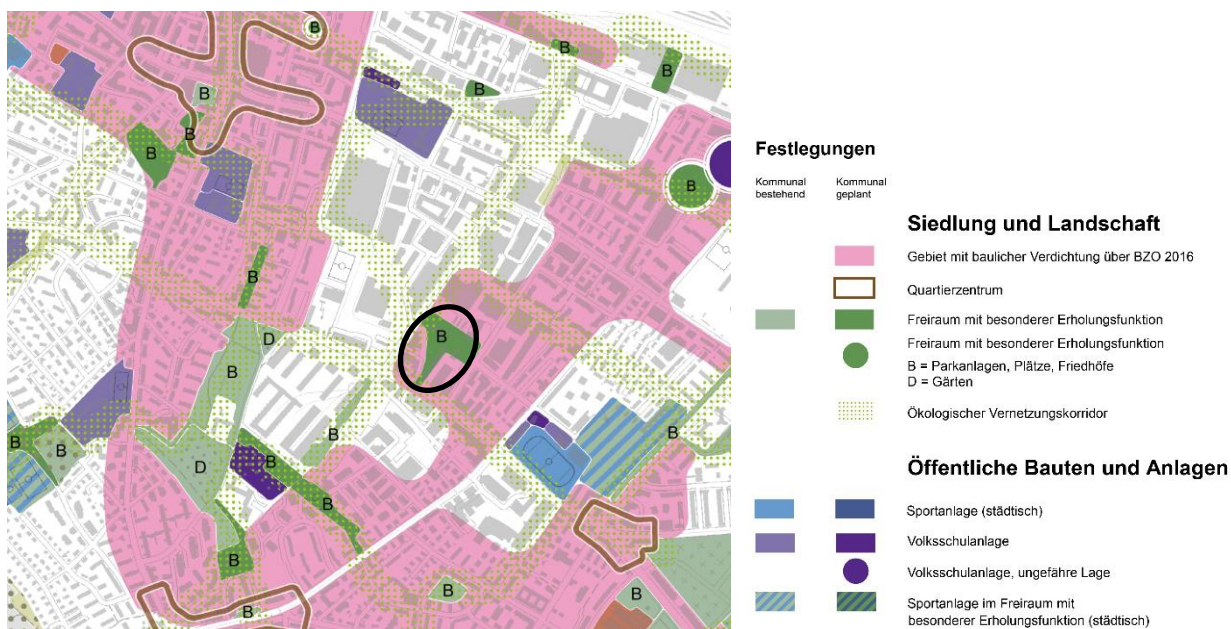 B
B
B
B
B
B
B
B
B
B
D
B
B
B
B
B
B
D
B
B
B
B
B
B
Festlegungen
Kommunal bestehend
Kommunal geplant
Siedlung und Landschaft
Gebiet mit baulicher Verdichtung über BZO 2016
Quartierzentrum
Freiraum mit besonderer Erholungsfunktion
Freiraum mit besonderer Erholungsfunktion
B = Parkanlagen, Plätze, Friedhöfe
D = Gärten
Ökologischer Vernetzungskorridor
Öffentliche Bauten und Anlagen
Sportanlage (städtisch)
Volksschulanlage
Volksschulanlage, ungefähre Lage
Sportanlage im Freiraum mit
besonderer Erholungsfunktion (städtisch)